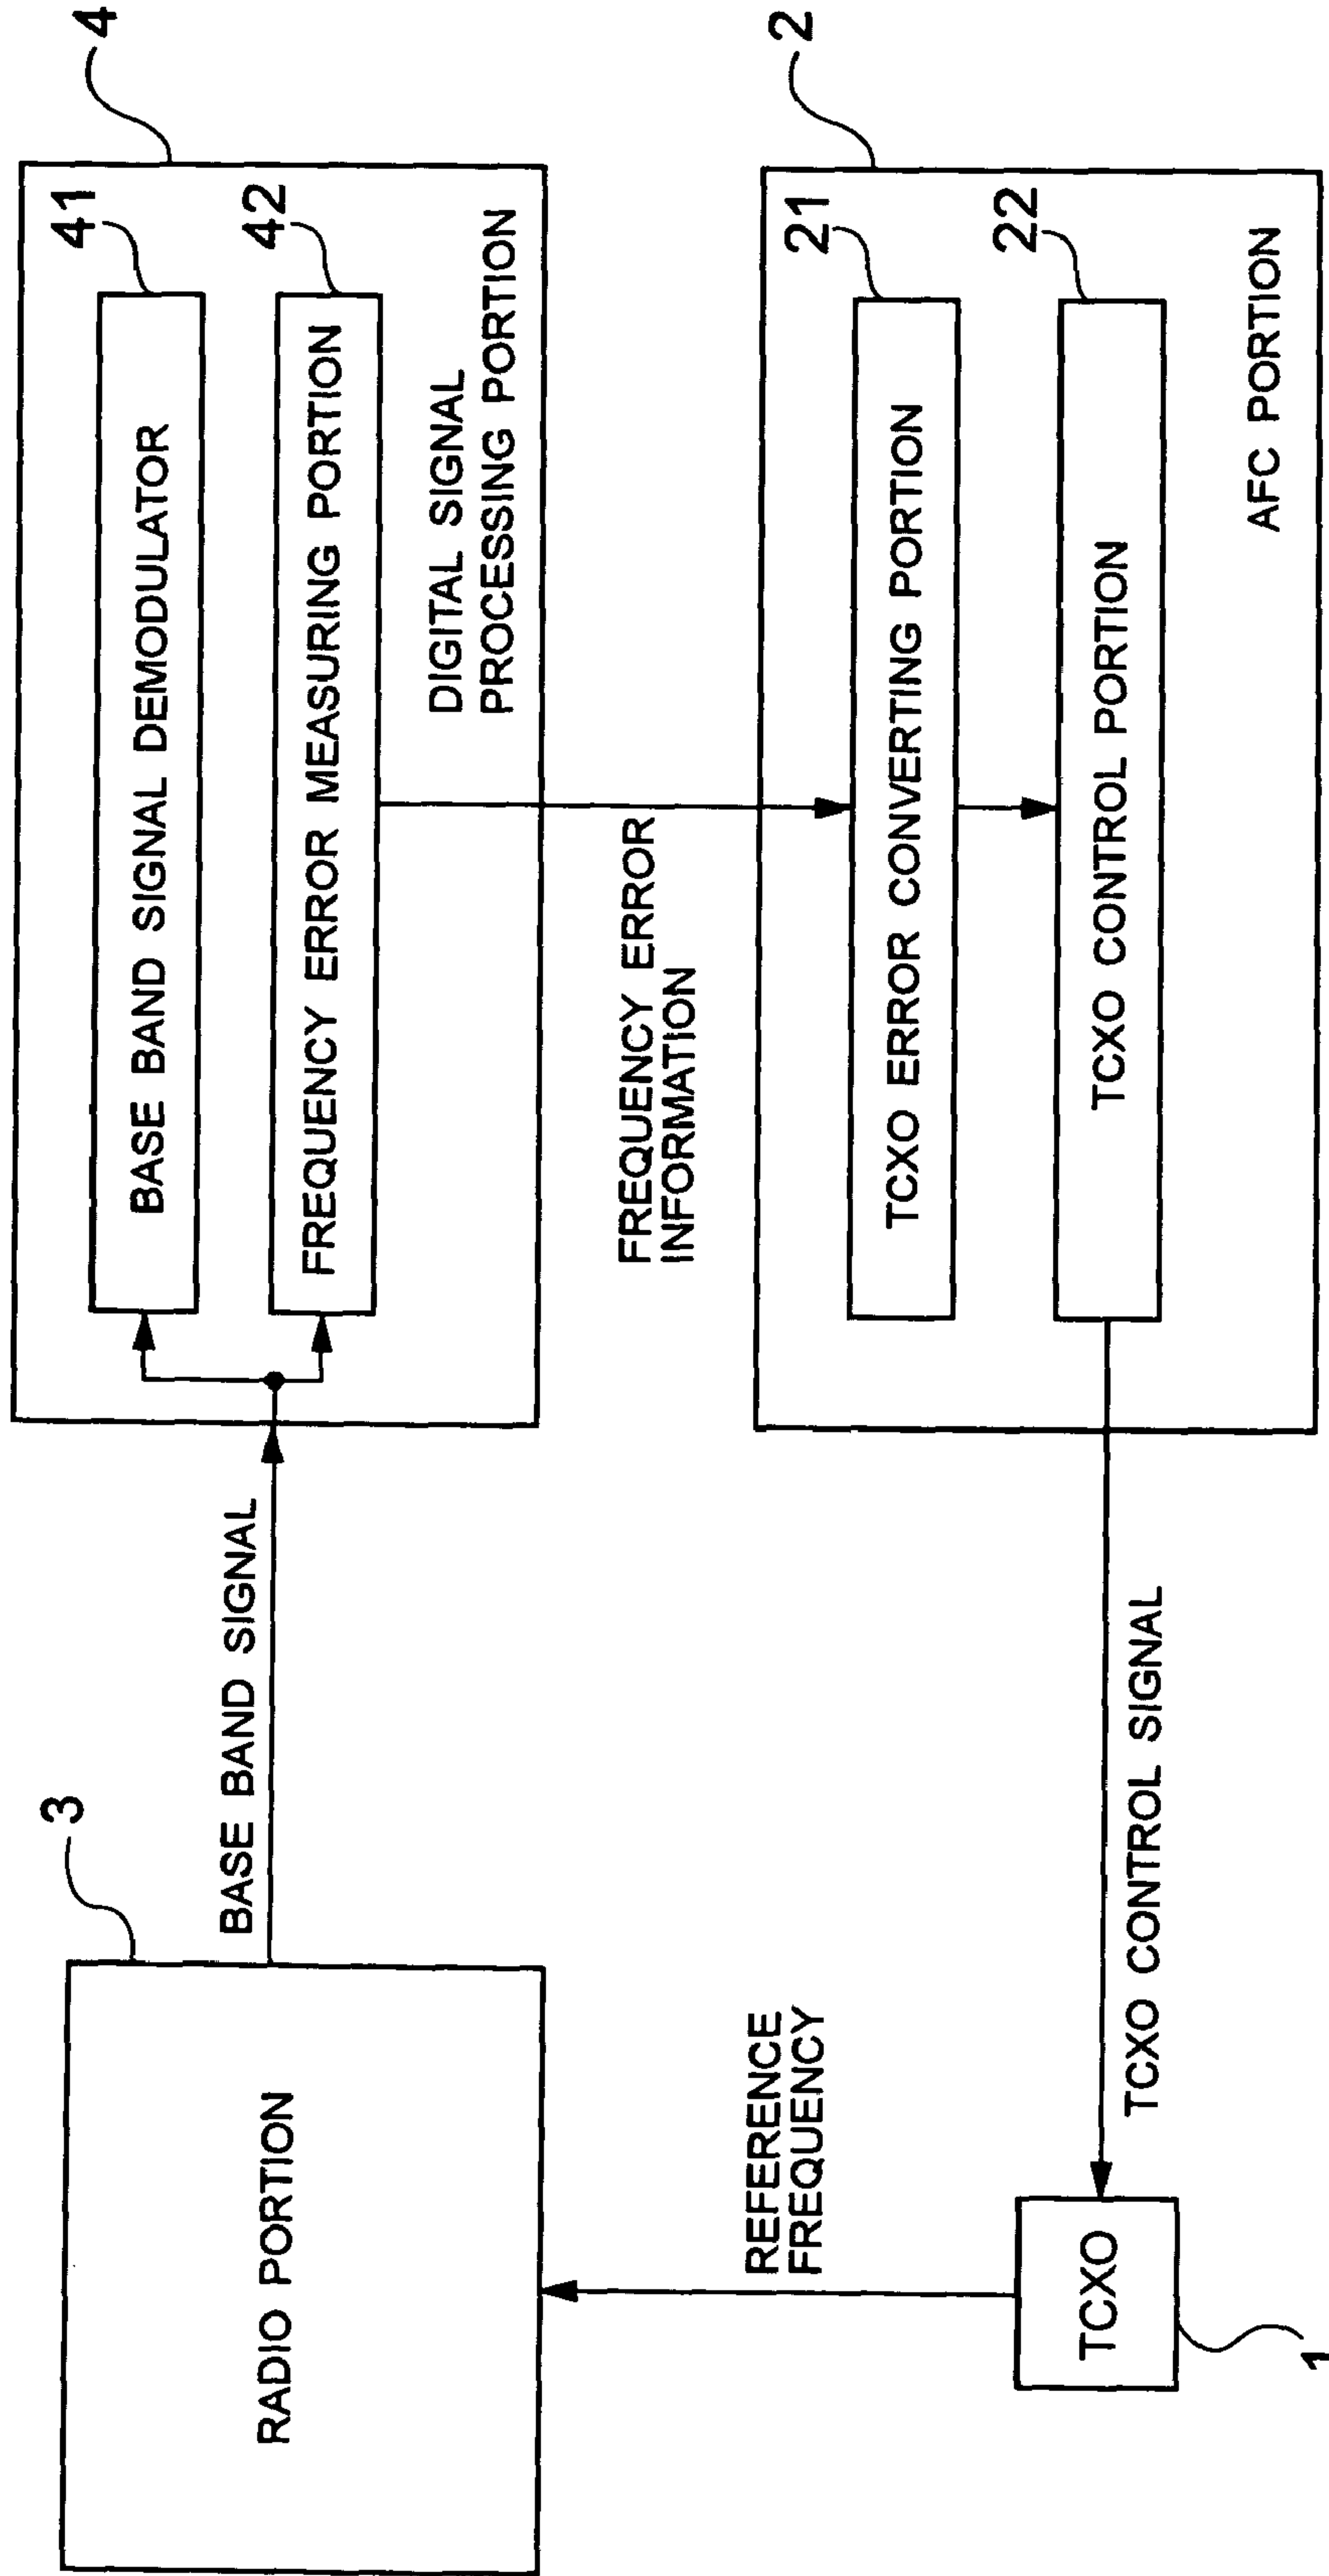 3
RADIO PORTION
BASE BAND SIGNAL
4
41
BASE BAND SIGNAL DEMODULATOR
42
FREQUENCY ERROR MEASURING PORTION
DIGITAL SIGNAL
PROCESSING PORTION
REFERENCE
FREQUENCY
FREQUENCY ERROR
INFORMATION
2
21
TCXO ERROR CONVERTING PORTION
22
TCXO CONTROL PORTION
AFC PORTION
TCXO
1
TCXO CONTROL SIGNAL